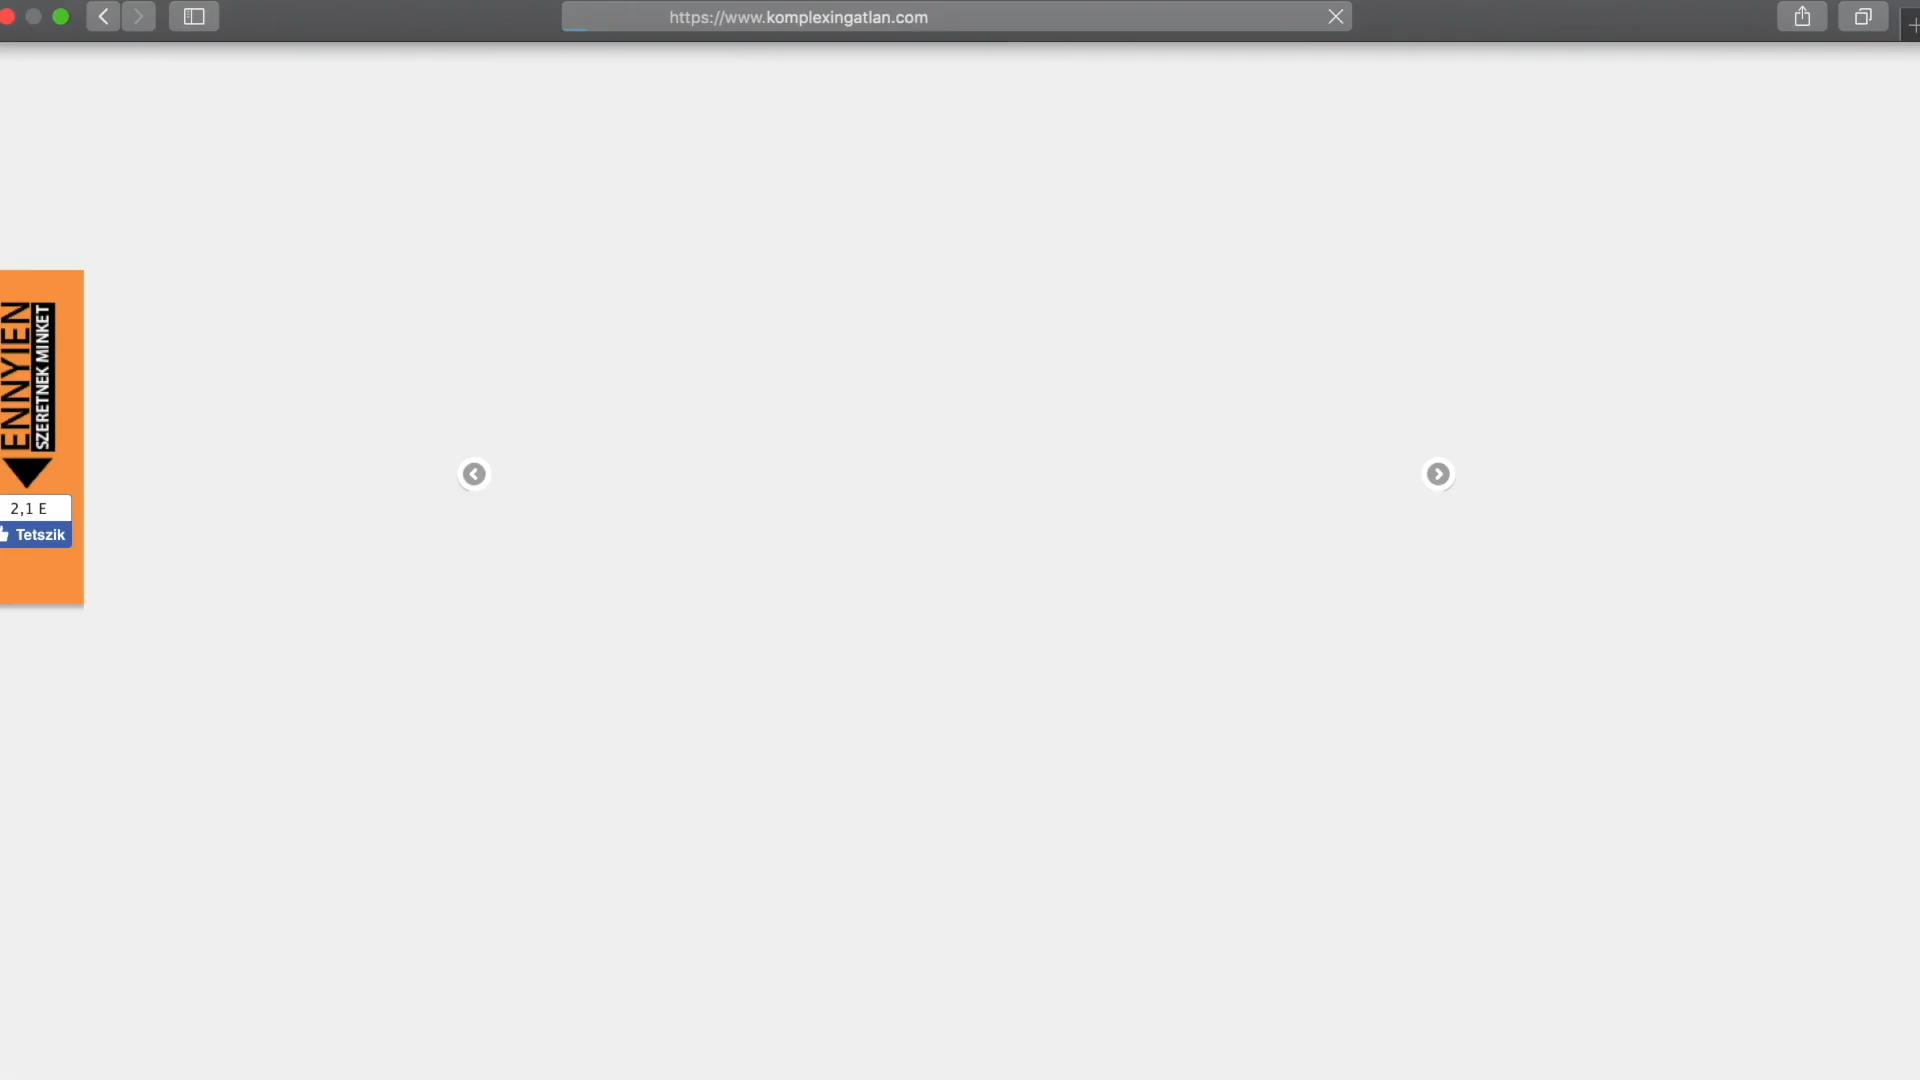 https://www.komplexingatlan.com
ENNYIEN
SZERETNEK MINKET
2,1 E
Tetszik